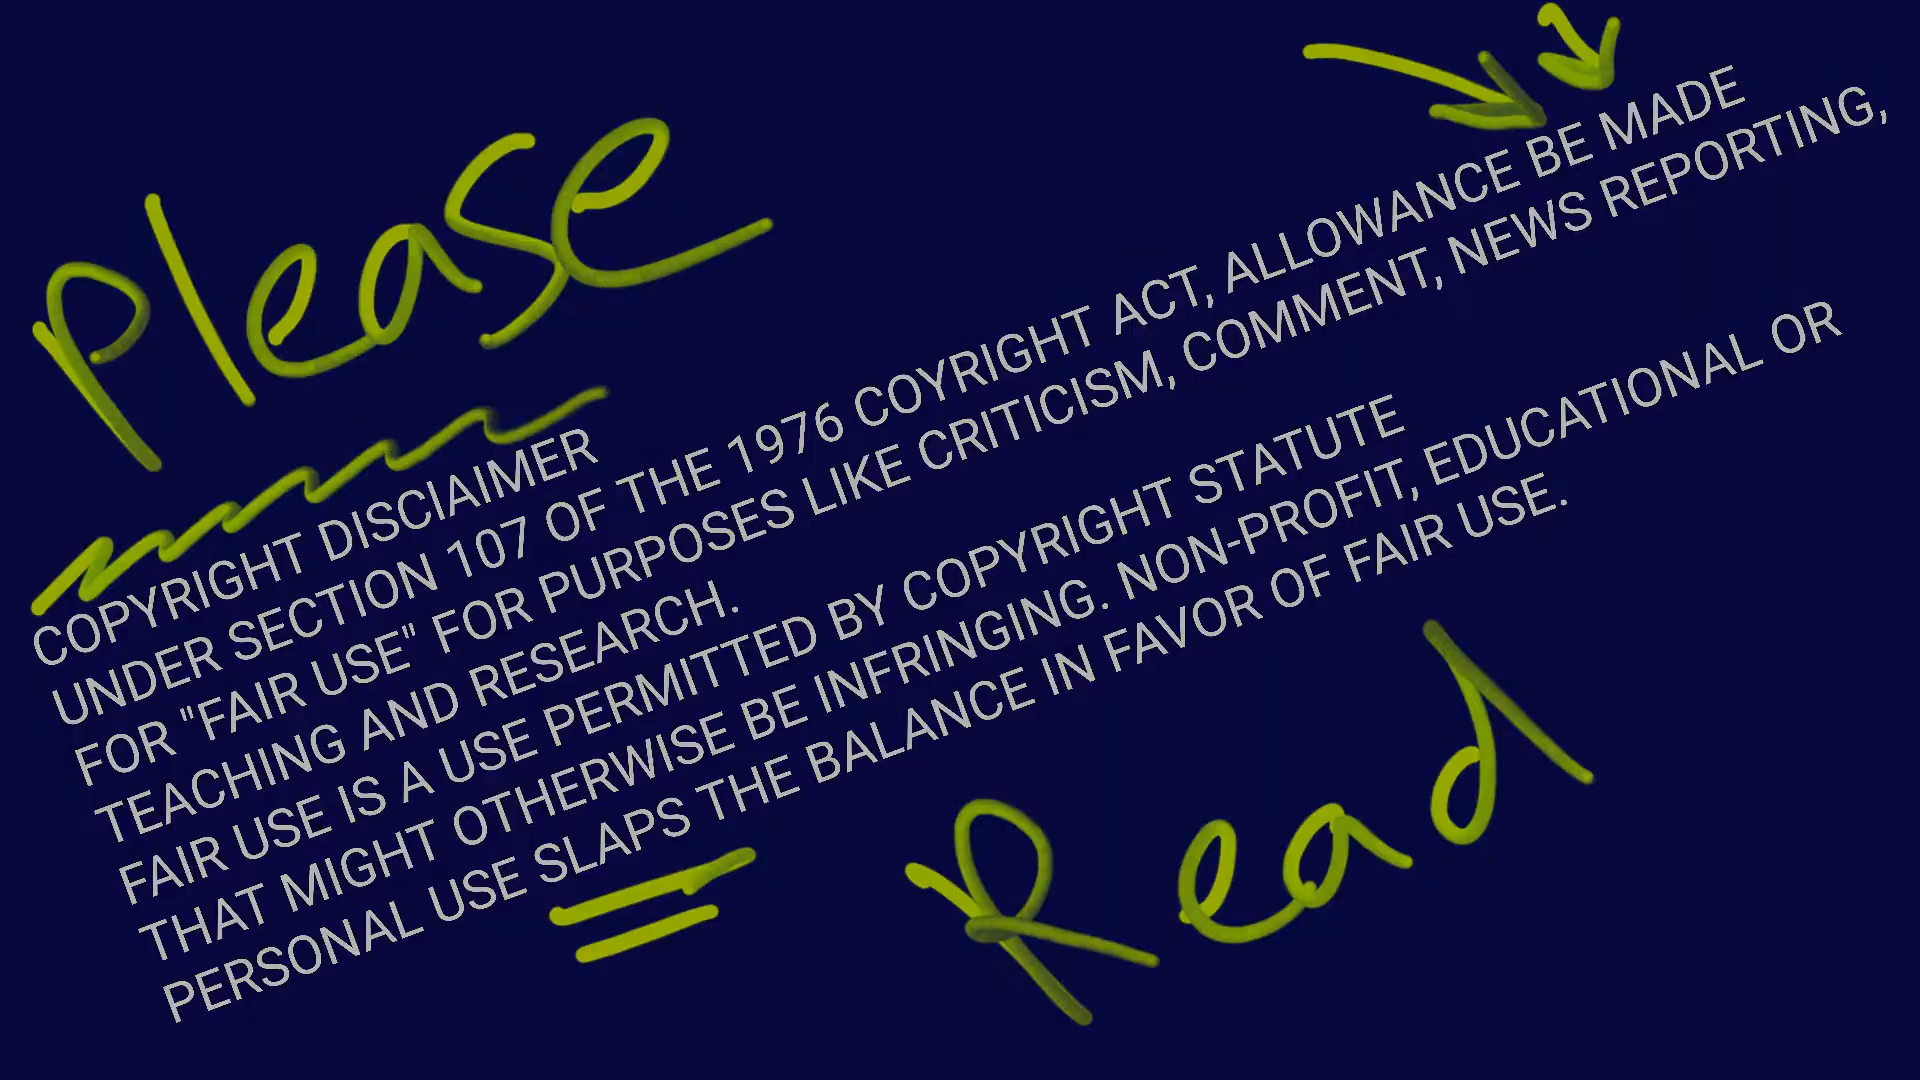 Please
COPYRIGHT DISCIAIMER
UNDER SECTION 107 OF THE 1976 COYRIGHT ACT, ALLOWANCE BE MADE
FOR "FAIR USE" FOR PURPOSES LIKE CRITICISM, COMMENT, NEWS REPORTING,
TEACHING AND RESEARCH.
FAIR USE IS A USE PERMITTED BY COPYRIGHT STATUTE
THAT MIGHT OTHERWISE BE INFRINGING. NON-PROFIT, EDUCATIONAL OR
PERSONAL USE SLAPS THE BALANCE IN FAVOR OF FAIR USE.
Read